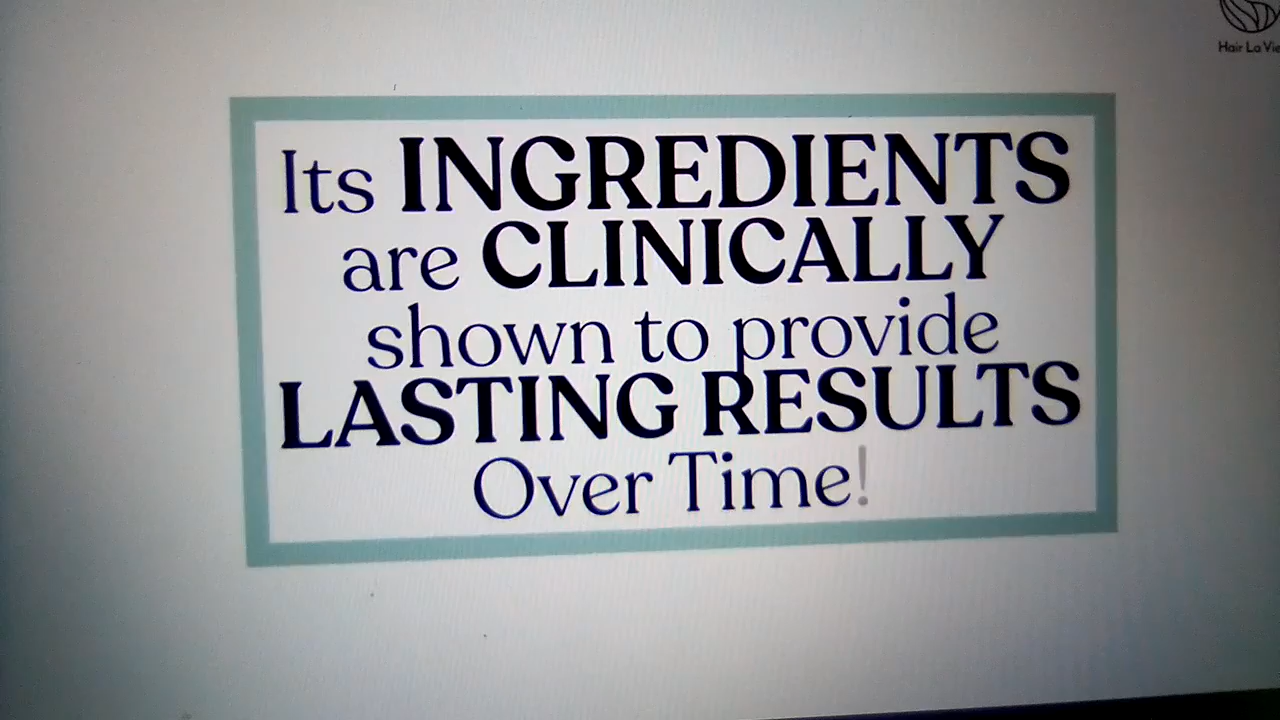 Hair La Vie
Its INGREDIENTS
are CLINICALLY
shown to provide
LASTING RESULTS
Over Time!